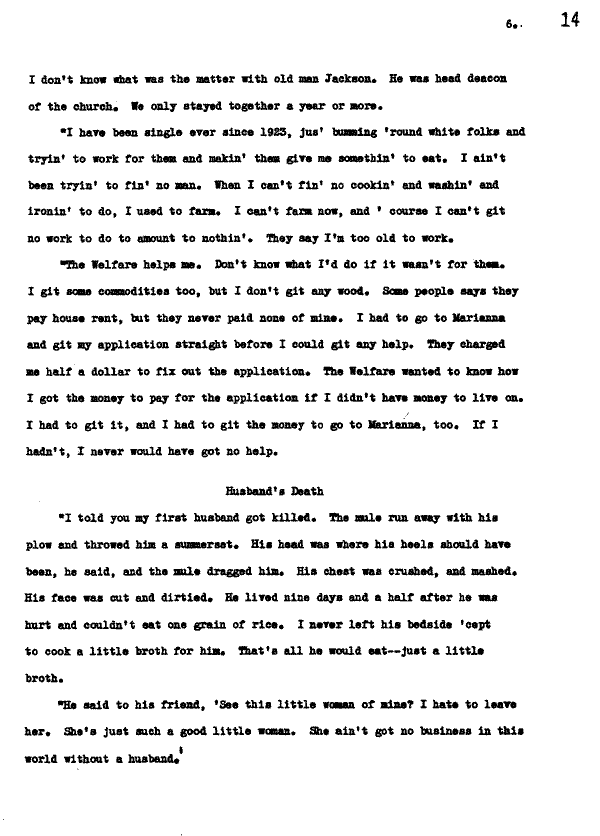 6. 14
I don't know what was the matter with old man Jackson. He was head deacon
of the church. We only stayed together a year or more.
"I have been single ever since 1923, jus' bumming 'round white folks and
tryin' to work for them and makin' them give me somethin' to eat. I ain't
been tryin' to fin' no man. When I can't fin' no cookin' and washin' and
ironin' to do, I used to farm. I can't farm now, and ' course I can't git
no work to do to amount to nothin'. They say I'm too old to work.
"The Welfare helps me. Don't know what I'd do if it wasn't for them.
I git some commodities too, but I don't git any wood. Some people says they
pay house rent, but they never paid none of mine. I had to go to Marianna
and git my application straight before I could git any help. They charged
me half a dollar to fix out the application. The Welfare wanted to know how
I got the money to pay for the application if I didn't have money to live on.
I had to git it, and I had to git the money to go to Marianna, too. If I
hadn't, I never would have got no help.
Husband's Death
"I told you my first husband got killed. The mule run away with his
plow and throwed him a summerset. His head was where his heels should have
been, he said, and the mule dragged him. His chest was crushed, and mashed.
His face was cut and dirtied. He lived nine days and a half after he was
hurt and couldn't eat one grain of rice. I never left his bedside 'cept
to cook a little broth for him. That's all he would eat--just a little
broth.
"He said to his friend, 'See this little woman of mine? I hate to leave
her. She's just such a good little woman. She ain't got no business in this
world without a husband.'